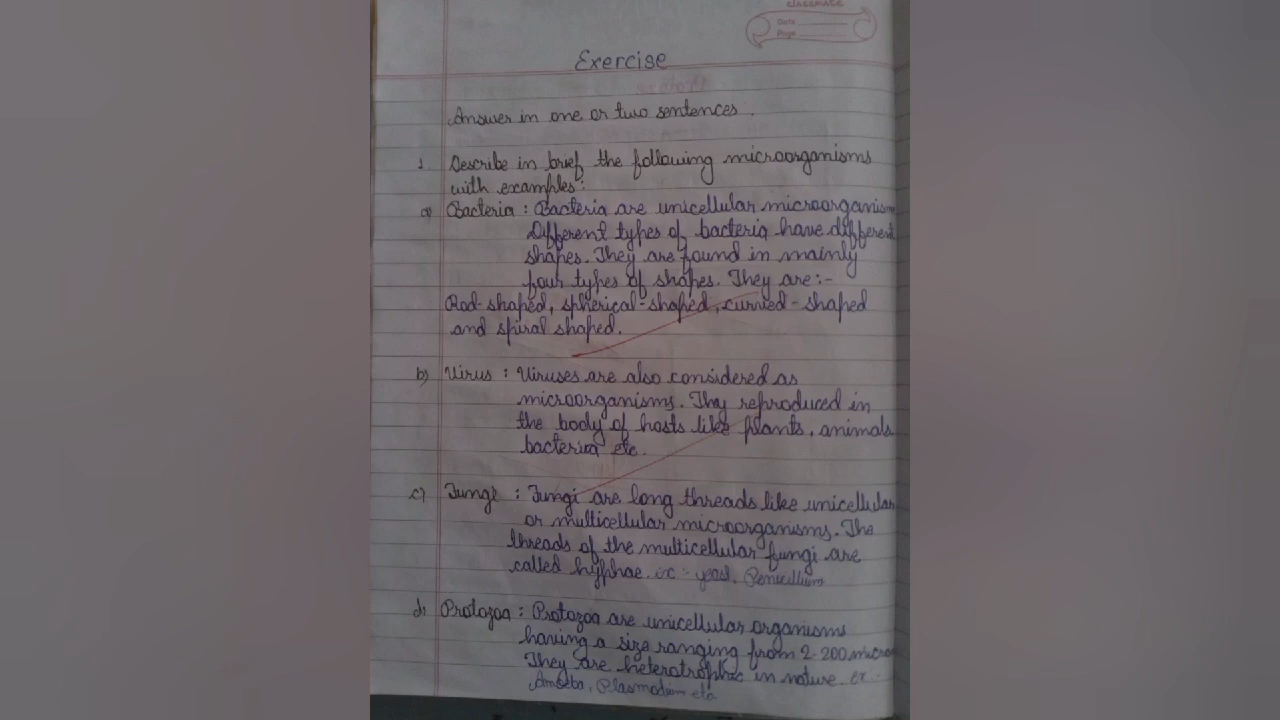 classmate
Date
Page
Exercise
Answer in one or two sentences.
1. Describe in brief the following microorganisms
with examples:
a) Bacteria : Bacteria are unicellular microorganism
Different types of bacteria have different
shapes. They are found in mainly
four types of shapes. They are:-
Rod-shaped, spherical-shaped, curried-shaped
and spiral shaped.
b) Virus : Viruses are also considered as
microorganisms. They reproduced in
the body of hosts like plants, animals
bacteria etc.
c) Fungi : Fungi are long threads like unicellular
or multicellular microorganisms. The
threads of the multicellular fungi are
called hyphae. ex :- yeast, Penicillium
d) Protozoa : Protozoa are unicellular organisms
having a size ranging from 2-200 micron
They are heterotrophic in nature. ex -
Amoeba, Plasmodium etc